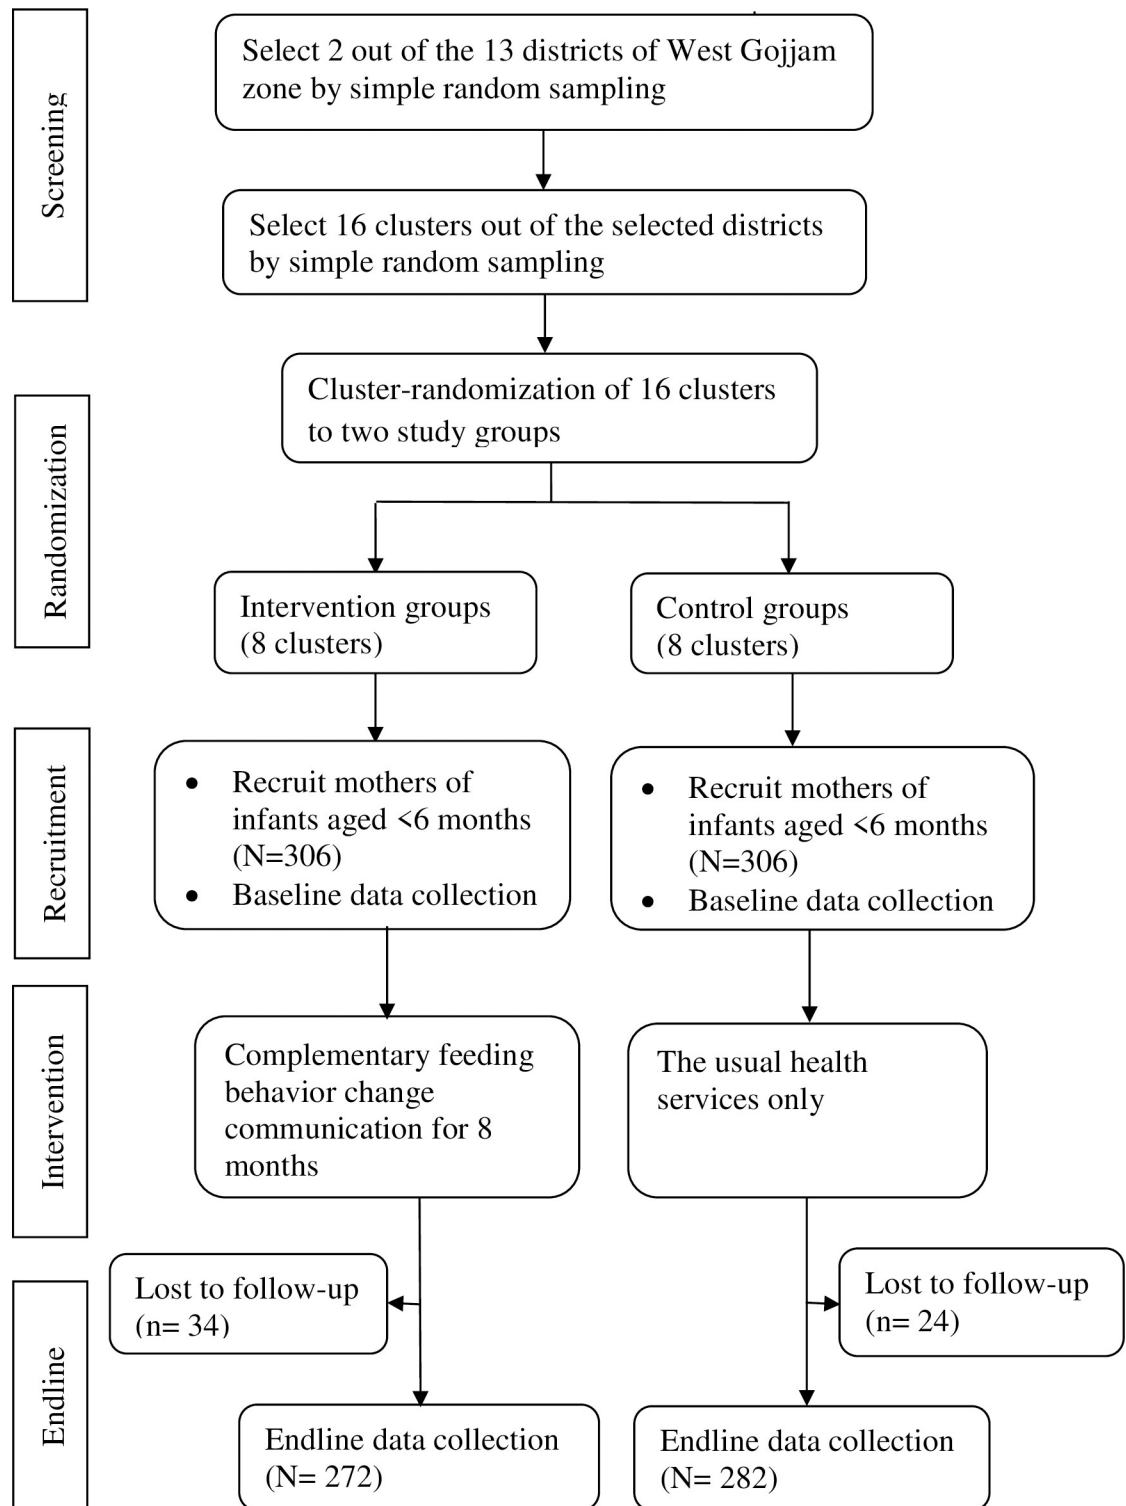 Screening
Select 2 out of the 13 districts of West Gojjam
zone by simple random sampling
Select 16 clusters out of the selected districts
by simple random sampling
Randomization
Cluster-randomization of 16 clusters
to two study groups
Intervention groups
(8 clusters)
Control groups
(8 clusters)
Recruitment
• Recruit mothers of
infants aged <6 months
(N=306)
• Baseline data collection
• Recruit mothers of
infants aged <6 months
(N=306)
• Baseline data collection
Intervention
Complementary feeding
behavior change
communication for 8
months
The usual health
services only
Endline
Lost to follow-up
(n= 34)
Lost to follow-up
(n= 24)
Endline data collection
(N= 272)
Endline data collection
(N= 282)